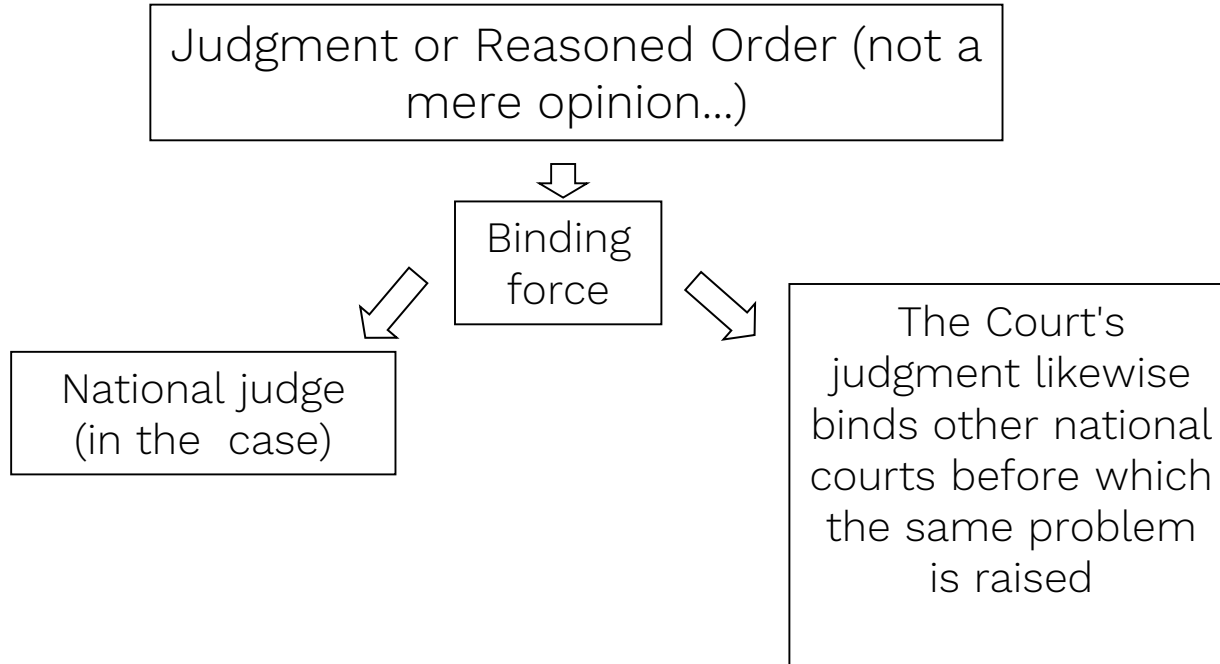 Judgment or Reasoned Order (not a
mere opinion...)
Binding
force
National judge
(in the case)
The Court's
judgment likewise
binds other national
courts before which
the same problem
is raised